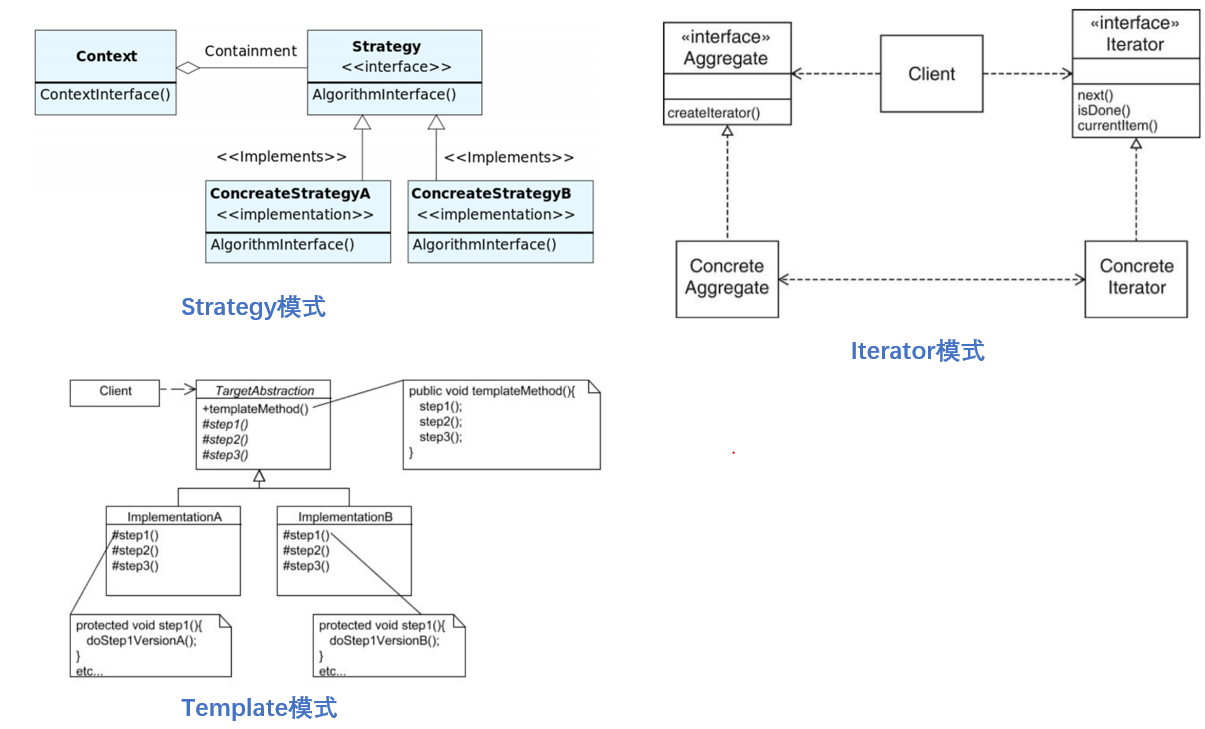 Context
ContextInterface()
Containment
Strategy
<<interface>>
AlgorithmInterface()
<<Implements>>
<<Implements>>
ConcreateStrategyA
<<implementation>>
AlgorithmInterface()
ConcreateStrategyB
<<implementation>>
AlgorithmInterface()
Strategy模式
«interface»
Aggregate
createIterator()
Client
«interface»
Iterator
next()
isDone()
currentItem()
Concrete
Aggregate
Concrete
Iterator
Iterator模式
Client
TargetAbstraction
+templateMethod()
#step1()
#step2()
#step3()
public void templateMethod(){
step1();
step2();
step3();
}
ImplementationA
#step1()
#step2()
#step3()
ImplementationB
#step1()
#step2()
#step3()
protected void step1(){
doStep1VersionA();
}
etc...
protected void step1(){
doStep1VersionB();
}
etc...
Template模式